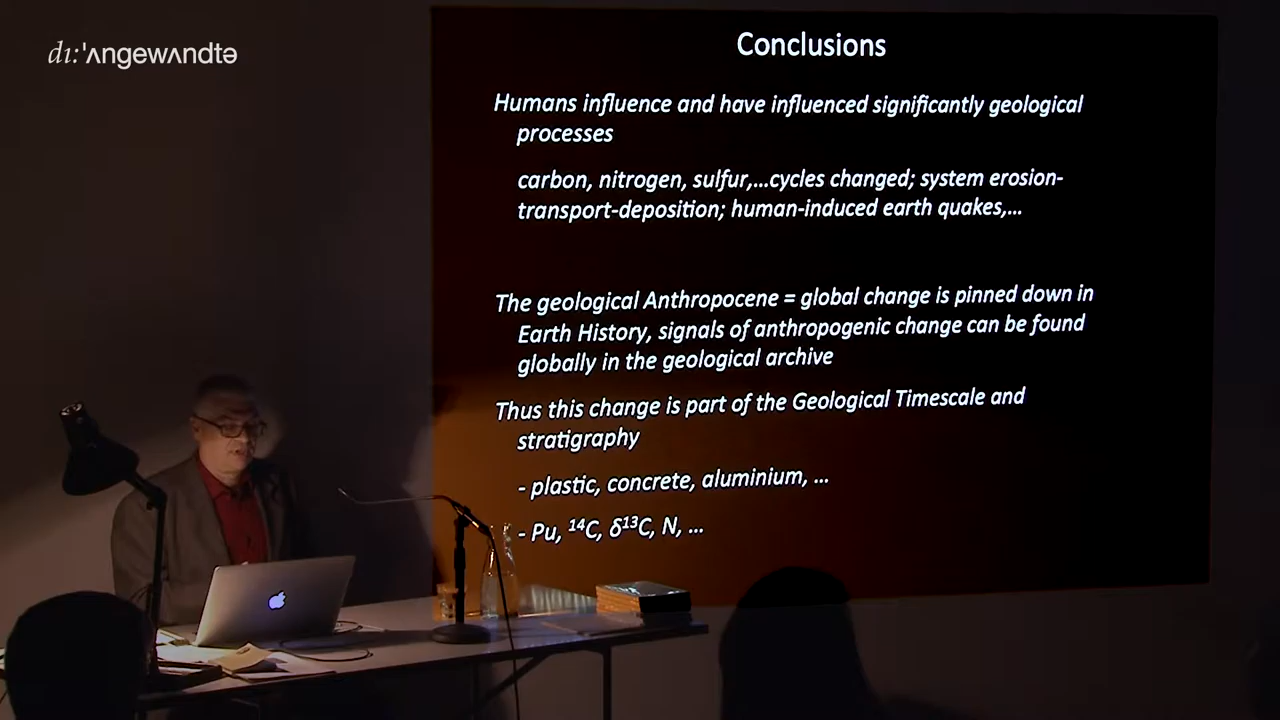 di:'ʌngewʌndtə
Conclusions
Humans influence and have influenced significantly geological
processes
carbon, nitrogen, sulfur,...cycles changed; system erosion-
transport-deposition; human-induced earth quakes,...
The geological Anthropocene = global change is pinned down in
Earth History, signals of anthropogenic change can be found
globally in the geological archive
Thus this change is part of the Geological Timescale and
stratigraphy
- plastic, concrete, aluminium, ...
- Pu, ¹⁴C, δ¹³C, N, ...